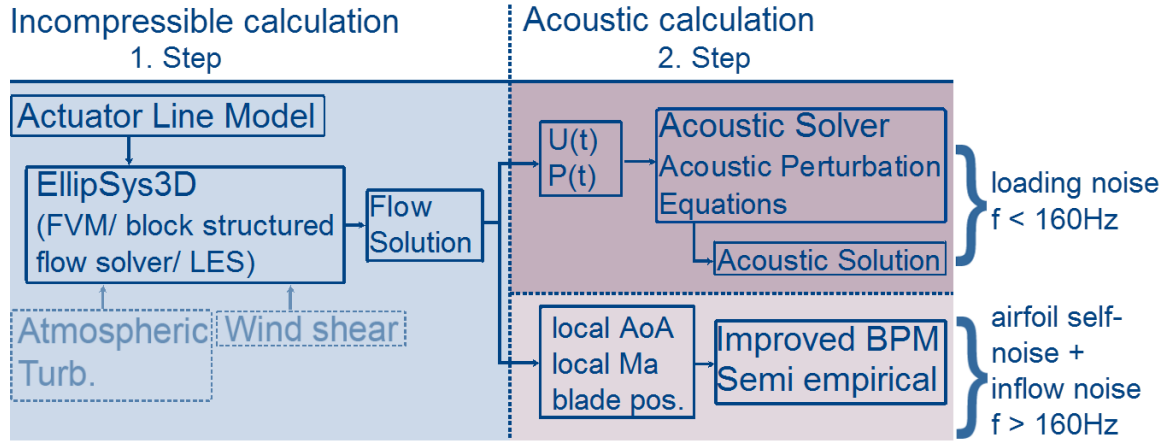 Incompressible calculation
1. Step
Acoustic calculation
2. Step
Actuator Line Model
EllipSys3D
(FVM/ block structured
flow solver/ LES)
Atmospheric
Turb.
Wind shear
Flow
Solution
U(t)
P(t)
Acoustic Solver
Acoustic Perturbation
Equations
Acoustic Solution
loading noise
f < 160Hz
local AoA
local Ma
blade pos.
Improved BPM
Semi empirical
airfoil self-
noise +
inflow noise
f > 160Hz